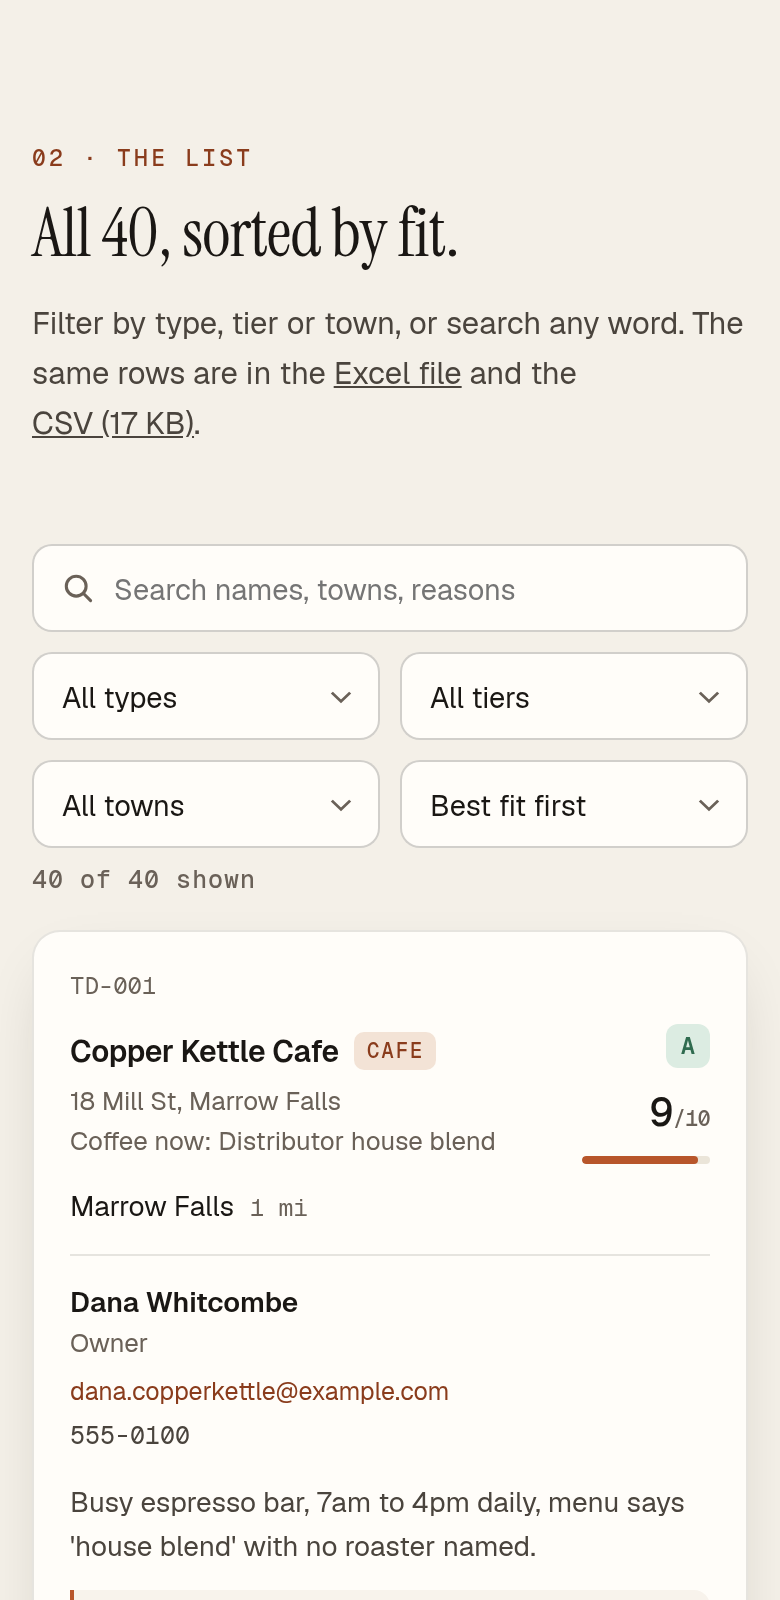 02 · THE LIST
All 40, sorted by fit.
Filter by type, tier or town, or search any word. The
same rows are in the Excel file and the
CSV (17 KB).
Search names, towns, reasons
All types
All tiers
All towns
Best fit first
40 of 40 shown
TD-001
Copper Kettle Cafe CAFE
A
18 Mill St, Marrow Falls
9/10
Coffee now: Distributor house blend
Marrow Falls 1 mi
Dana Whitcombe
Owner
dana.copperkettle@example.com
555-0100
Busy espresso bar, 7am to 4pm daily, menu says
'house blend' with no roaster named.